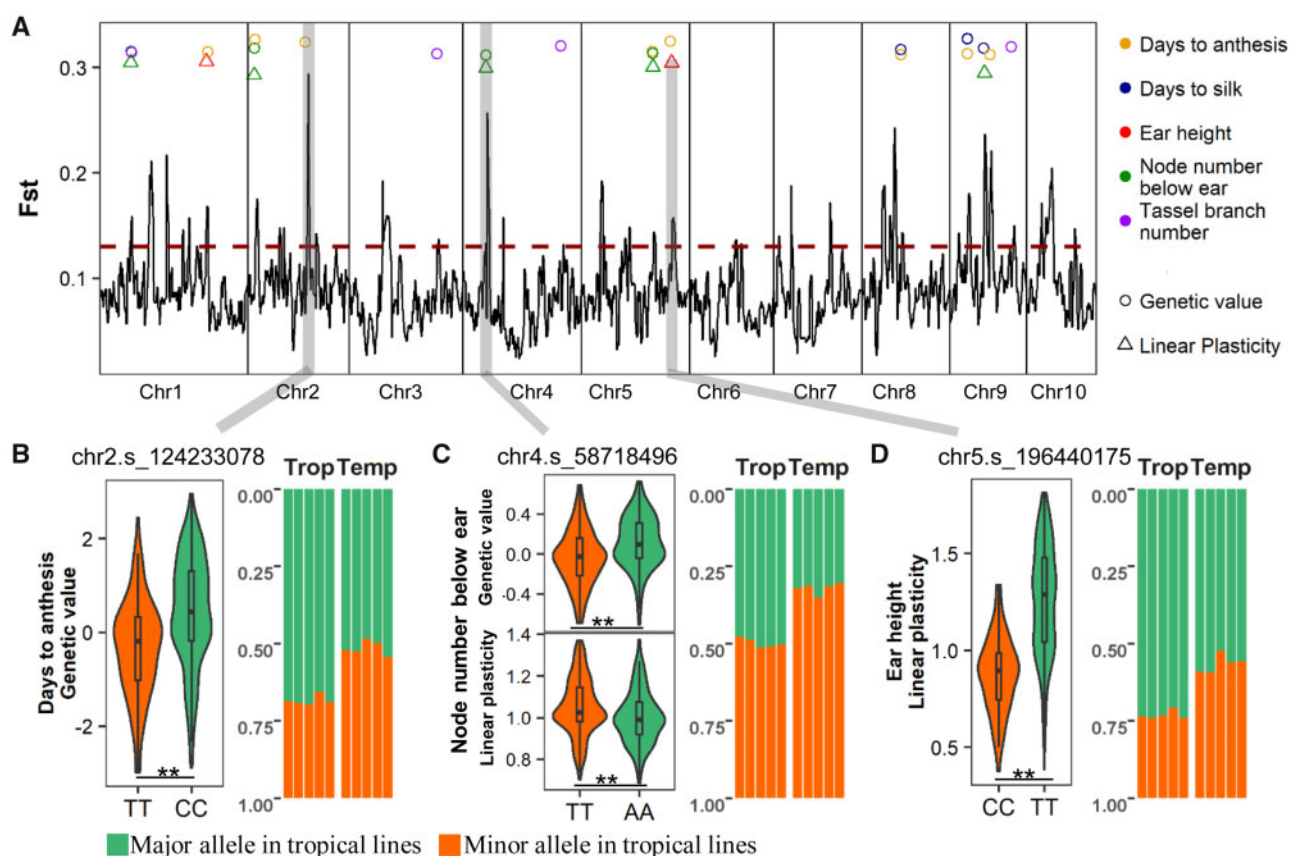 A
Fst
0.3
0.2
0.1
Chr1
Chr2
Chr3
Chr4
Chr5
Chr6
Chr7
Chr8
Chr9
Chr10
Days to anthesis
Days to silk
Ear height
Node number
below ear
Tassel branch
number
Genetic value
Linear Plasticity
B
chr2.s_124233078
Days to anthesis
Genetic value
2
0
-2
**
TT
CC
Trop
Temp
0.00
0.25
0.50
0.75
1.00
C
chr4.s_58718496
Node number below ear
Genetic value
0.4
0.0
-0.4
**
Linear plasticity
1.4
1.2
1.0
0.8
**
TT
AA
Trop
Temp
0.00
0.25
0.50
0.75
1.00
D
chr5.s_196440175
Ear height
Linear plasticity
1.5
1.0
0.5
**
CC
TT
Trop
Temp
0.00
0.25
0.50
0.75
1.00
Major allele in tropical lines
Minor allele in tropical lines